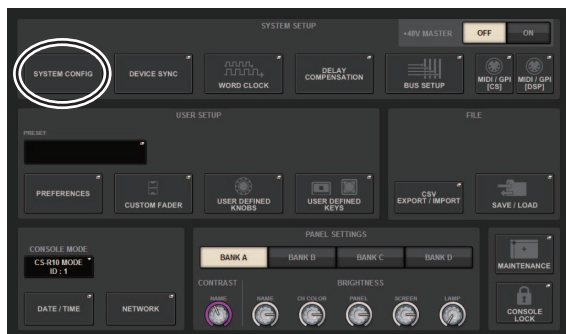 SYSTEM SETUP
+48V MASTER
OFF
ON
SYSTEM CONFIG
DEVICE SYNC
WORD CLOCK
DELAY
COMPENSATION
BUS SETUP
MIDI / GPI
[CS]
MIDI / GPI
[DSP]
USER SETUP
PRESET
PREFERENCES
CUSTOM FADER
USER DEFINED
KNOBS
USER DEFINED
KEYS
FILE
CSV
EXPORT / IMPORT
SAVE / LOAD
CONSOLE MODE
CS-R10 MODE
ID : 1
DATE / TIME
NETWORK
PANEL SETTINGS
BANK A
BANK B
BANK C
BANK D
CONTRAST
BRIGHTNESS
NAME
NAME
CH COLOR
PANEL
SCREEN
LAMP
MAINTENANCE
CONSOLE
LOCK